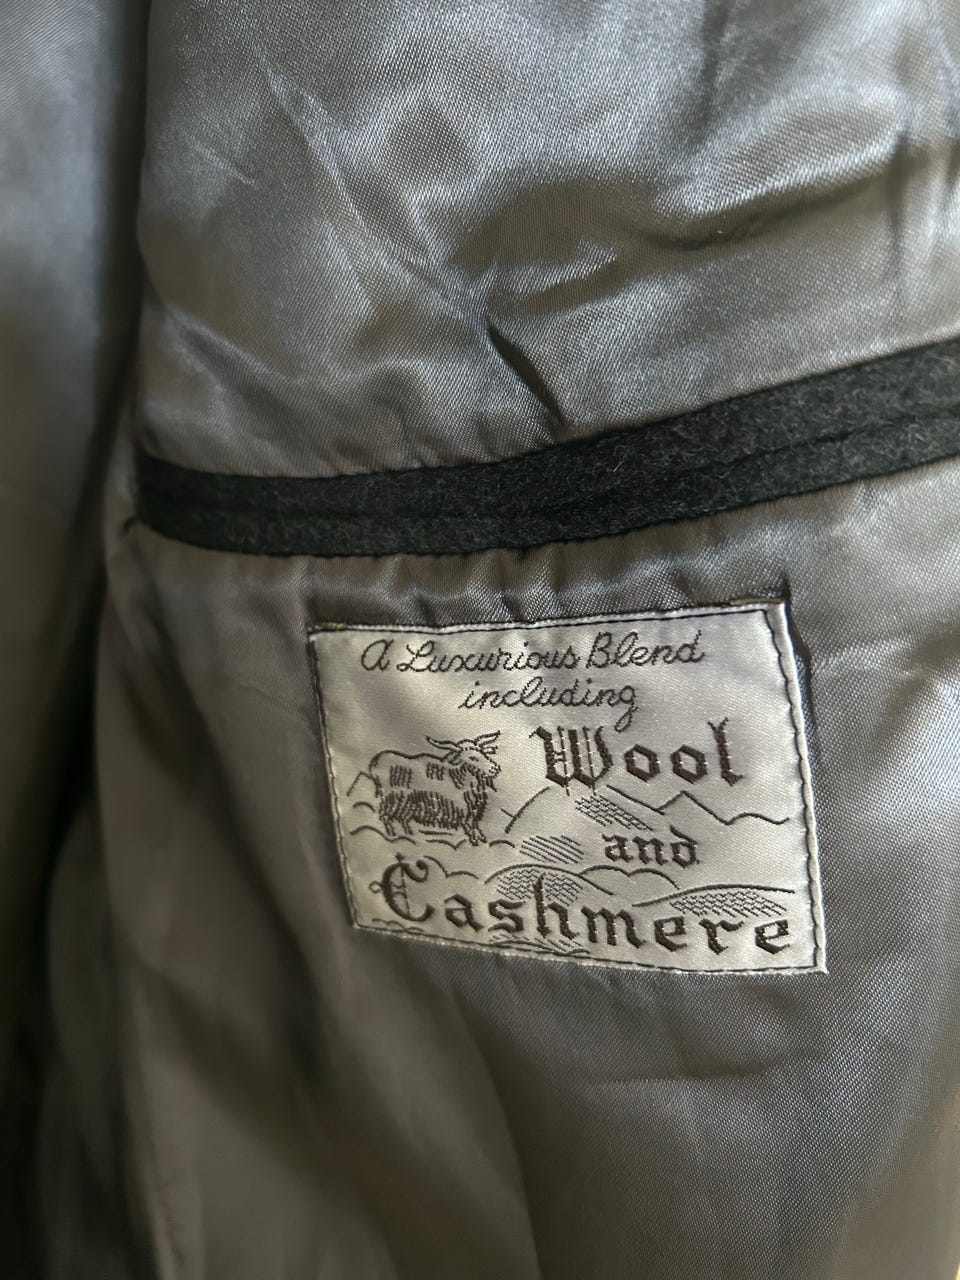 A Luxurious Blend
including
Wool
and
Cashmere